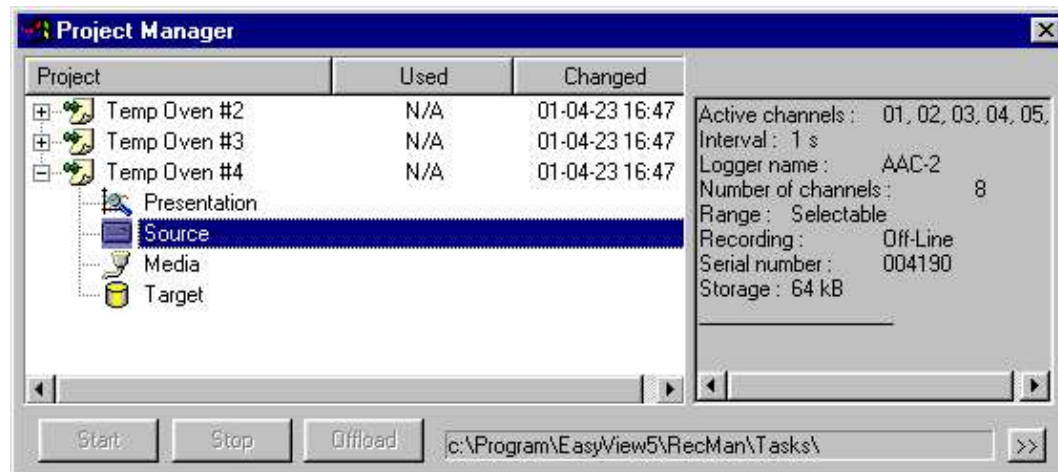 Project Manager
Project Used Changed
Temp Oven #2 N/A 01-04-23 16:47
Temp Oven #3 N/A 01-04-23 16:47
Temp Oven #4 N/A 01-04-23 16:47
Presentation
Source
Media
Target
Active channels : 01, 02, 03, 04, 05,
Interval : 1 s
Logger name : AAC-2
Number of channels : 8
Range : Selectable
Recording : Off-Line
Serial number : 004190
Storage : 64 kB
Start Stop Offload c:\Program\EasyView5\RecMan\Tasks\ >>